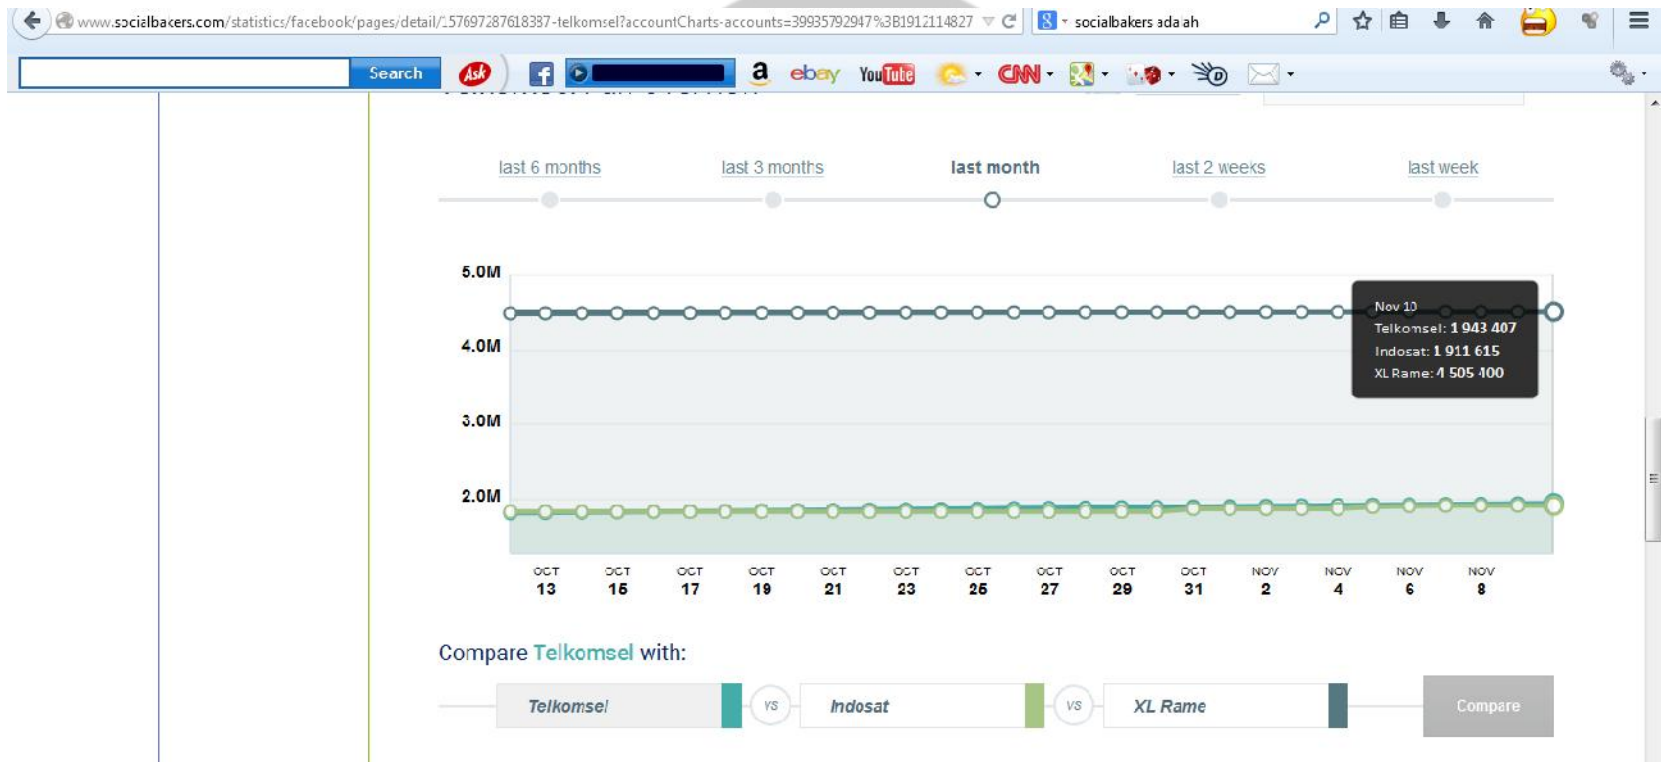 www.socialbakers.com/statistics/facebook/pages/detail/157697287618387-telkomsel?accountCharts-accounts=39935792947%3B1912114827
socialbakers adalah
Search
Ask
a
ebay
YouTube
CNN
last 6 months
last 3 months
last month
last 2 weeks
last week
5.0M
4.0M
3.0M
2.0M
Nov 10
Telkomsel: 1 943 407
Indosat: 1 911 615
XL Rame: 4 505 400
OCT 13
OCT 15
OCT 17
OCT 19
OCT 21
OCT 23
OCT 25
OCT 27
OCT 29
OCT 31
NOV 2
NOV 4
NOV 6
NOV 8
Compare Telkomsel with:
Telkomsel
VS
Indosat
VS
XL Rame
Compare